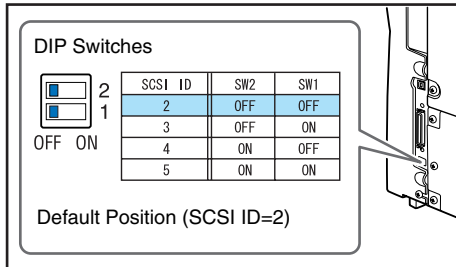 DIP Switches
2
1
OFF ON
SCSI ID SW2 SW1
2 OFF OFF
3 OFF ON
4 ON OFF
5 ON ON
Default Position (SCSI ID=2)